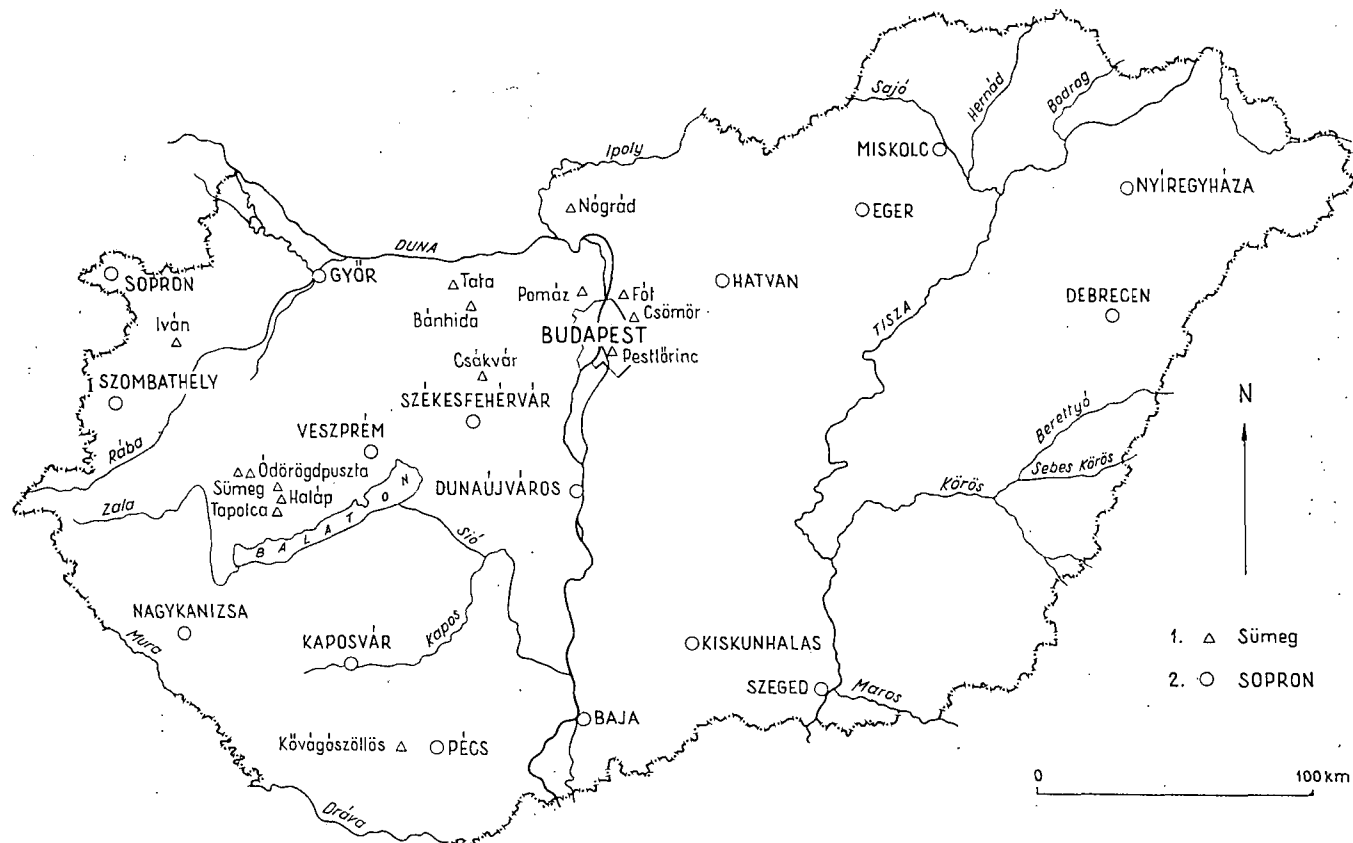 Sajó
Hernád
Bodrog
MISKOLC
Ipoly
NYÍREGYHÁZA
Nógrád
EGER
DUNA
SOPRON
GYŐR
Tata
Pomáz
Fót
HATVAN
Csömör
Bánhida
DEBRECEN
TISZA
Iván
BUDAPEST
Pestlőrinc
Csákvár
SZOMBATHELY
SZÉKESFEHÉRVÁR
N
VESZPRÉM
Berettyó
Rába
Ódörögdpuszta
Sebes Körös
Sümeg
Haláp
Tapolca
DUNAÚJVÁROS
Körös
Zala
BALATON
Sió
NAGYKANIZSA
Mura
KAPOSVÁR
Kapos
KISKUNHALAS
1. Sümeg
SZEGED
Maros
2. SOPRON
BAJA
Kővágószöllös
PÉCS
0 100 km
Dráva